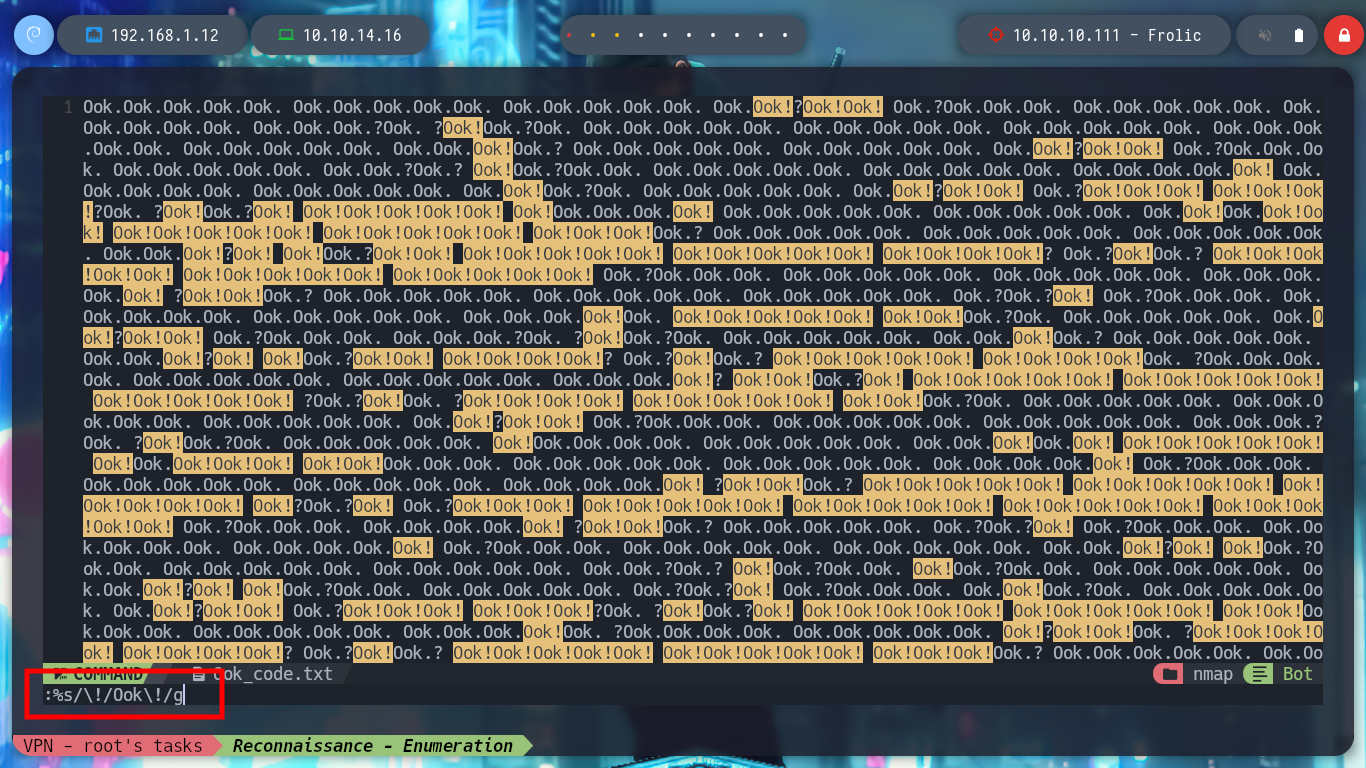 192.168.1.12 10.10.14.16 10.10.10.111 - Frolic
1 Ook.Ook.Ook.Ook.Ook. Ook.Ook.Ook.Ook.Ook. Ook.Ook.Ook.Ook.Ook. Ook.Ook!?Ook!Ook! Ook.?Ook.Ook.Ook. Ook.Ook.Ook.Ook.Ook. Ook.
Ook.Ook.Ook.Ook. Ook.Ook.Ook.?Ook. ?Ook!Ook.?Ook. Ook.Ook.Ook.Ook.Ook. Ook.Ook.Ook.Ook.Ook. Ook.Ook.Ook.Ook.Ook. Ook.Ook.Ook
.Ook.Ook. Ook.Ook.Ook.Ook.Ook. Ook.Ook.Ook!Ook.? Ook.Ook.Ook.Ook.Ook. Ook.Ook.Ook.Ook.Ook. Ook.Ook!?Ook!Ook! Ook.?Ook.Ook.Oo
k. Ook.Ook.Ook.Ook.Ook. Ook.Ook.?Ook.? Ook!Ook.?Ook.Ook.Ook. Ook.Ook.Ook.Ook.Ook. Ook.Ook.Ook.Ook.Ook. Ook.Ook.Ook.Ook! Ook.
Ook.Ook.Ook.Ook. Ook.Ook.Ook.Ook.Ook. Ook.Ook!Ook.?Ook. Ook.Ook.Ook.Ook.Ook. Ook.Ook!?Ook!Ook! Ook.?Ook!Ook!Ook! Ook!Ook!Ook
!?Ook. ?Ook!Ook.?Ook! Ook!Ook!Ook!Ook!Ook! Ook!Ook.Ook.Ook.Ook! Ook.Ook.Ook.Ook.Ook. Ook.Ook.Ook.Ook.Ook. Ook.Ook!Ook.Ook!Oo
k! Ook!Ook!Ook!Ook!Ook! Ook!Ook!Ook!Ook!Ook! Ook!Ook!Ook!Ook.? Ook.Ook.Ook.Ook.Ook. Ook.Ook.Ook.Ook.Ook. Ook.Ook.Ook.Ook.Ook
. Ook.Ook.Ook!?Ook! Ook!Ook.?Ook!Ook! Ook!Ook!Ook!Ook!Ook! Ook!Ook!Ook!Ook!Ook! Ook!Ook!Ook!Ook!? Ook.?Ook!Ook.? Ook!Ook!Ook
!Ook!Ook! Ook!Ook!Ook!Ook!Ook! Ook!Ook!Ook!Ook!Ook! Ook.?Ook.Ook.Ook. Ook.Ook.Ook.Ook.Ook. Ook.Ook.Ook.Ook.Ook. Ook.Ook.Ook.
Ook.Ook! ?Ook!Ook!Ook.? Ook.Ook.Ook.Ook.Ook. Ook.Ook.Ook.Ook.Ook. Ook.Ook.Ook.Ook.Ook. Ook.?Ook.?Ook! Ook.?Ook.Ook.Ook. Ook.
Ook.Ook.Ook.Ook. Ook.Ook.Ook.Ook.Ook. Ook.Ook.Ook!Ook. Ook!Ook!Ook!Ook!Ook! Ook!Ook!Ook.?Ook. Ook.Ook.Ook.Ook.Ook. Ook.Ook.O
ok!?Ook!Ook! Ook.?Ook.Ook.Ook. Ook.Ook.Ook.?Ook. ?Ook!Ook.?Ook. Ook.Ook.Ook.Ook.Ook. Ook.Ook.Ook!Ook.? Ook.Ook.Ook.Ook.Ook.
Ook.Ook.Ook!?Ook! Ook!Ook.?Ook!Ook! Ook!Ook!Ook!Ook!? Ook.?Ook!Ook.? Ook!Ook!Ook!Ook!Ook! Ook!Ook!Ook!Ook!Ook. ?Ook.Ook.Ook.
Ook. Ook.Ook.Ook.Ook.Ook. Ook.Ook.Ook.Ook.Ook. Ook.Ook.Ook.Ook!? Ook!Ook!Ook.?Ook! Ook!Ook!Ook!Ook!Ook! Ook!Ook!Ook!Ook!Ook!
Ook!Ook!Ook!Ook!Ook! ?Ook.?Ook!Ook. ?Ook!Ook!Ook!Ook! Ook!Ook!Ook!Ook!Ook! Ook!Ook!Ook.?Ook. Ook.Ook.Ook.Ook.Ook. Ook.Ook.O
ok.Ook.Ook. Ook.Ook.Ook.Ook.Ook. Ook.Ook!?Ook!Ook! Ook.?Ook.Ook.Ook. Ook.Ook.Ook.Ook.Ook. Ook.Ook.Ook.Ook.Ook. Ook.Ook.Ook.?
Ook. ?Ook!Ook.?Ook. Ook.Ook.Ook.Ook.Ook. Ook!Ook.Ook.Ook.Ook. Ook.Ook.Ook.Ook.Ook. Ook.Ook.Ook!Ook.Ook! Ook!Ook!Ook!Ook!Ook!
Ook!Ook.Ook!Ook!Ook! Ook!Ook!Ook.Ook.Ook. Ook.Ook.Ook.Ook.Ook. Ook.Ook.Ook.Ook.Ook. Ook.Ook.Ook.Ook.Ook! Ook.?Ook.Ook.Ook.
Ook.Ook.Ook.Ook.Ook. Ook.Ook.Ook.Ook.Ook. Ook.Ook.Ook.Ook! ?Ook!Ook!Ook.? Ook!Ook!Ook!Ook!Ook! Ook!Ook!Ook!Ook!Ook! Ook!
Ook!Ook!Ook!Ook! Ook!?Ook.?Ook! Ook.?Ook!Ook!Ook! Ook!Ook!Ook!Ook!Ook! Ook!Ook!Ook!Ook!Ook! Ook!Ook!Ook!Ook!Ook! Ook!Ook!Ook
!Ook!Ook! Ook.?Ook.Ook.Ook. Ook.Ook.Ook.Ook.Ook! ?Ook!Ook!Ook.? Ook.Ook.Ook.Ook.Ook. Ook.?Ook.?Ook! Ook.?Ook.Ook.Ook. Ook.Oo
k.Ook.Ook.Ook. Ook.Ook.Ook.Ook.Ook! Ook.?Ook.Ook.Ook. Ook.Ook.Ook.Ook.Ook. Ook.Ook.Ook.Ook.Ook. Ook.Ook.Ook!?Ook! Ook!Ook.?O
ok.Ook. Ook.Ook.Ook.Ook.Ook. Ook.Ook.Ook.Ook.Ook. Ook.Ook.Ook.?Ook.? Ook!Ook.?Ook.Ook. Ook.Ook!Ook.?Ook.Ook. Ook.Ook.Ook. Oo
k.Ook.Ook!?Ook! Ook!Ook.?Ook.Ook. Ook.Ook.Ook.Ook.Ook. Ook.?Ook.?Ook! Ook.?Ook.Ook.Ook. Ook.Ook!Ook.?Ook. Ook.Ook.Ook.Ook.Oo
k. Ook.Ook!?Ook!Ook! Ook.?Ook!Ook!Ook! Ook!Ook!Ook!?Ook. ?Ook!Ook.?Ook! Ook!Ook!Ook!Ook!Ook! Ook!Ook!Ook!Ook!Ook! Ook!Ook!Oo
k.Ook.Ook. Ook.Ook.Ook.Ook.Ook. Ook.Ook.Ook.Ook!Ook. ?Ook.Ook.Ook. Ook.Ook.Ook.Ook.Ook. Ook!?Ook!Ook!Ook. ?Ook!Ook!Ook!O
ok! Ook!Ook!Ook!Ook!? Ook.?Ook!Ook.? Ook!Ook!Ook!Ook!Ook! Ook!Ook!Ook!Ook!Ook! Ook!Ook!Ook!Ook.? Ook.Ook.Ook.Ook. Ook.Oo
COMMAND Ook_code.txt nmap Bot
:%s/\!/Ook\!/g
VPN - root's tasks Reconnaissance - Enumeration